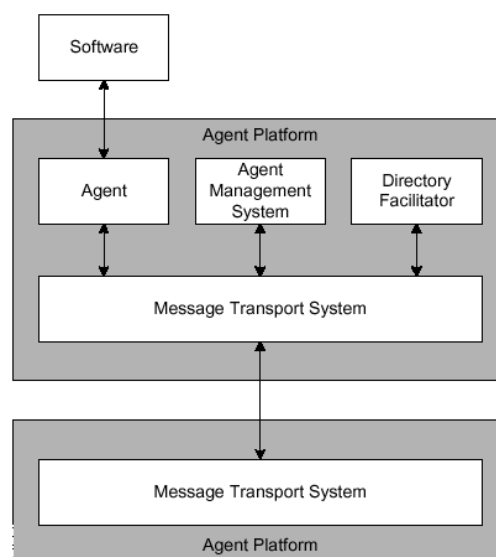 Software
Agent Platform
Agent
Agent
Management
System
Directory
Facilitator
Message Transport System
Message Transport System
Agent Platform